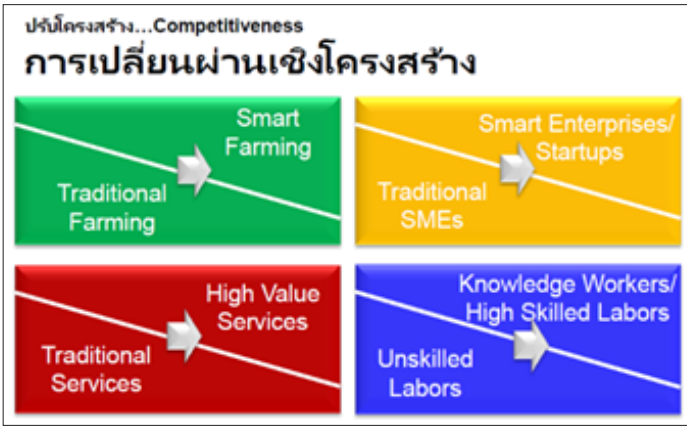 ปรับโครงสร้าง...Competitiveness
การเปลี่ยนผ่านเชิงโครงสร้าง
Smart
Farming
Traditional
Farming
Smart Enterprises/
Startups
Traditional
SMEs
High Value
Services
Traditional
Services
Knowledge Workers/
High Skilled Labors
Unskilled
Labors